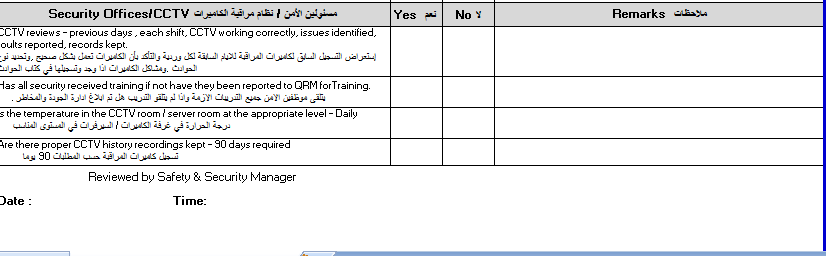 Security Offices/CCTV مسئولين الأمن / نظام مراقبة الكاميرات Yes نعم No لا Remarks ملاحظات
CCTV reviews - previous days , each shift, CCTV working correctly, issues identified,
faults reported, records kept.
إستعراض التسجيل السابق لكاميرات المراقبة للايام السابقة لكل وردية والتأكد بأن الكاميرات تعمل بشكل صحيح ,وتحديد نوع
الحوادث ,ومشاكل الكاميرات اذا وجد وتسجيلها في كتاب الحوادث
Has all security received training if not have they been reported to QRM forTraining.
يتلقى موظفين الامن جميع التدريبات الازمة واذا لم يتلقو التدريب هل تم ابلاغ ادارة الجودة والمخاطر .
Is the temperature in the CCTV room / server room at the appropriate level - Daily
درجة الحرارة في غرفة الكاميرات / السيرفرات في المستوى المناسب
Are there proper CCTV history recordings kept - 90 days required
تسجيل كاميرات المراقبة حسب المطلبات 90 يوما
Reviewed by Safety & Security Manager
Date : Time: